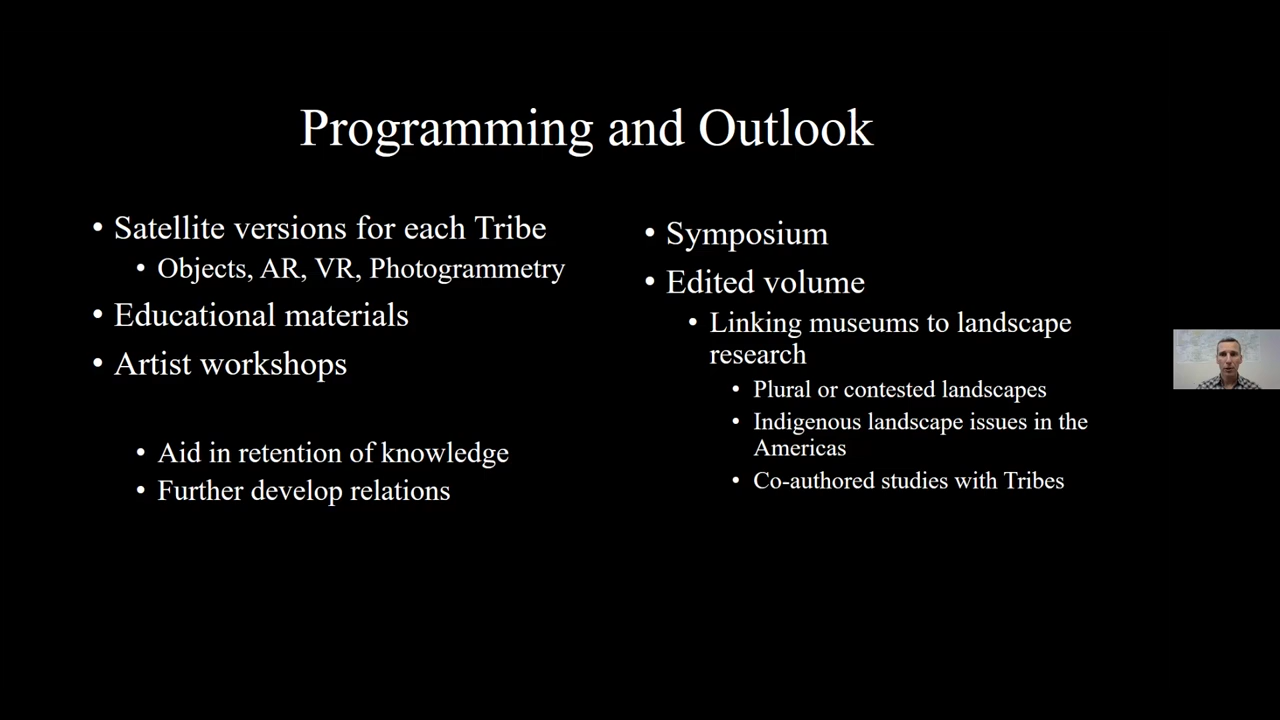 Programming and Outlook
• Satellite versions for each Tribe
• Objects, AR, VR, Photogrammetry
• Educational materials
• Artist workshops
• Aid in retention of knowledge
• Further develop relations
• Symposium
• Edited volume
• Linking museums to landscape
research
• Plural or contested landscapes
• Indigenous landscape issues in the
Americas
• Co-authored studies with Tribes